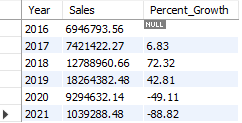 Year Sales Percent_Growth
2016 6946793.56 NULL
2017 7421422.27 6.83
2018 12788960.66 72.32
2019 18264382.48 42.81
2020 9294632.14 -49.11
2021 1039288.48 -88.82